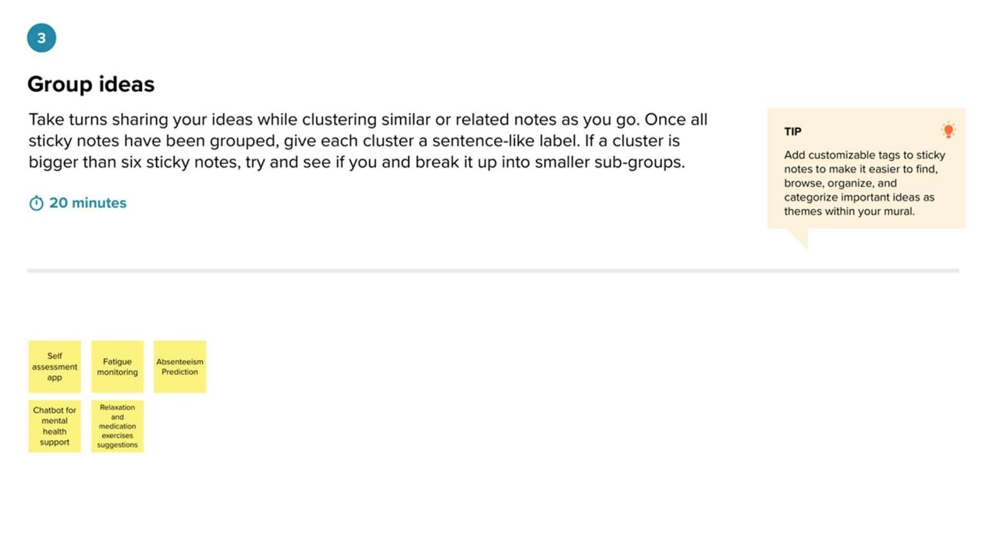 3
Group ideas
Take turns sharing your ideas while clustering similar or related notes as you go. Once all
sticky notes have been grouped, give each cluster a sentence-like label. If a cluster is
bigger than six sticky notes, try and see if you and break it up into smaller sub-groups.
20 minutes
TIP
Add customizable tags to sticky
notes to make it easier to find,
browse, organize, and
categorize important ideas as
themes within your mural.
Self
assessment
app
Fatigue
monitoring
Absenteeism
Prediction
Chatbot for
mental
health
support
Relaxation
and
medication
exercises
suggestions